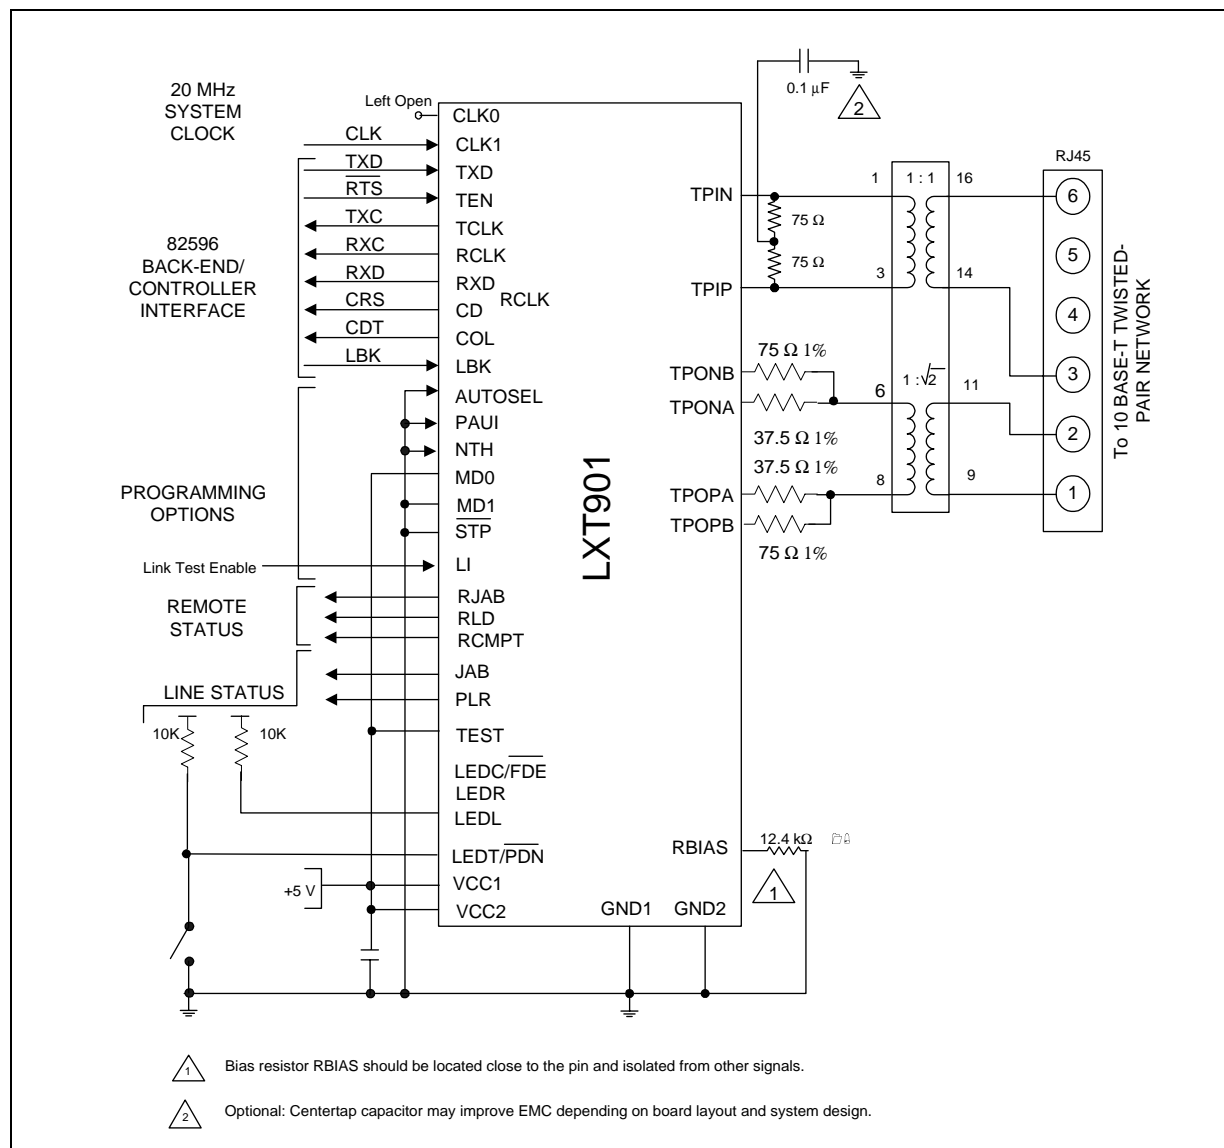 20 MHz
SYSTEM
CLOCK
Left Open
CLK
TXD
RTS
TXC
RXC
RXD
CRS
CDT
LBK
82596
BACK-END/
CONTROLLER
INTERFACE
PROGRAMMING
OPTIONS
Link Test Enable
REMOTE
STATUS
LINE STATUS
10K
10K
+5 V
CLK0
CLK1
TXD
TEN
TCLK
RCLK
RXD
RCLK
CD
COL
LBK
AUTOSEL
PAUI
NTH
MD0
MD1
STP
LI
RJAB
RLD
RCMPT
JAB
PLR
TEST
LEDC/FDE
LEDR
LEDL
LEDT/PDN
VCC1
VCC2
LXT901
GND1
GND2
TPIN
TPIP
TPONB
TPONA
TPOPA
TPOPB
RBIAS
0.1 μF
2
75 Ω
75 Ω
75 Ω 1%
37.5 Ω 1%
37.5 Ω 1%
75 Ω 1%
12.4 kΩ
1
1
1 : 1
16
3
14
6
1 : √2
11
8
9
RJ45
6
5
4
3
2
1
To 10 BASE-T TWISTED-
PAIR NETWORK
1
Bias resistor RBIAS should be located close to the pin and isolated from other signals.
2
Optional: Centertap capacitor may improve EMC depending on board layout and system design.